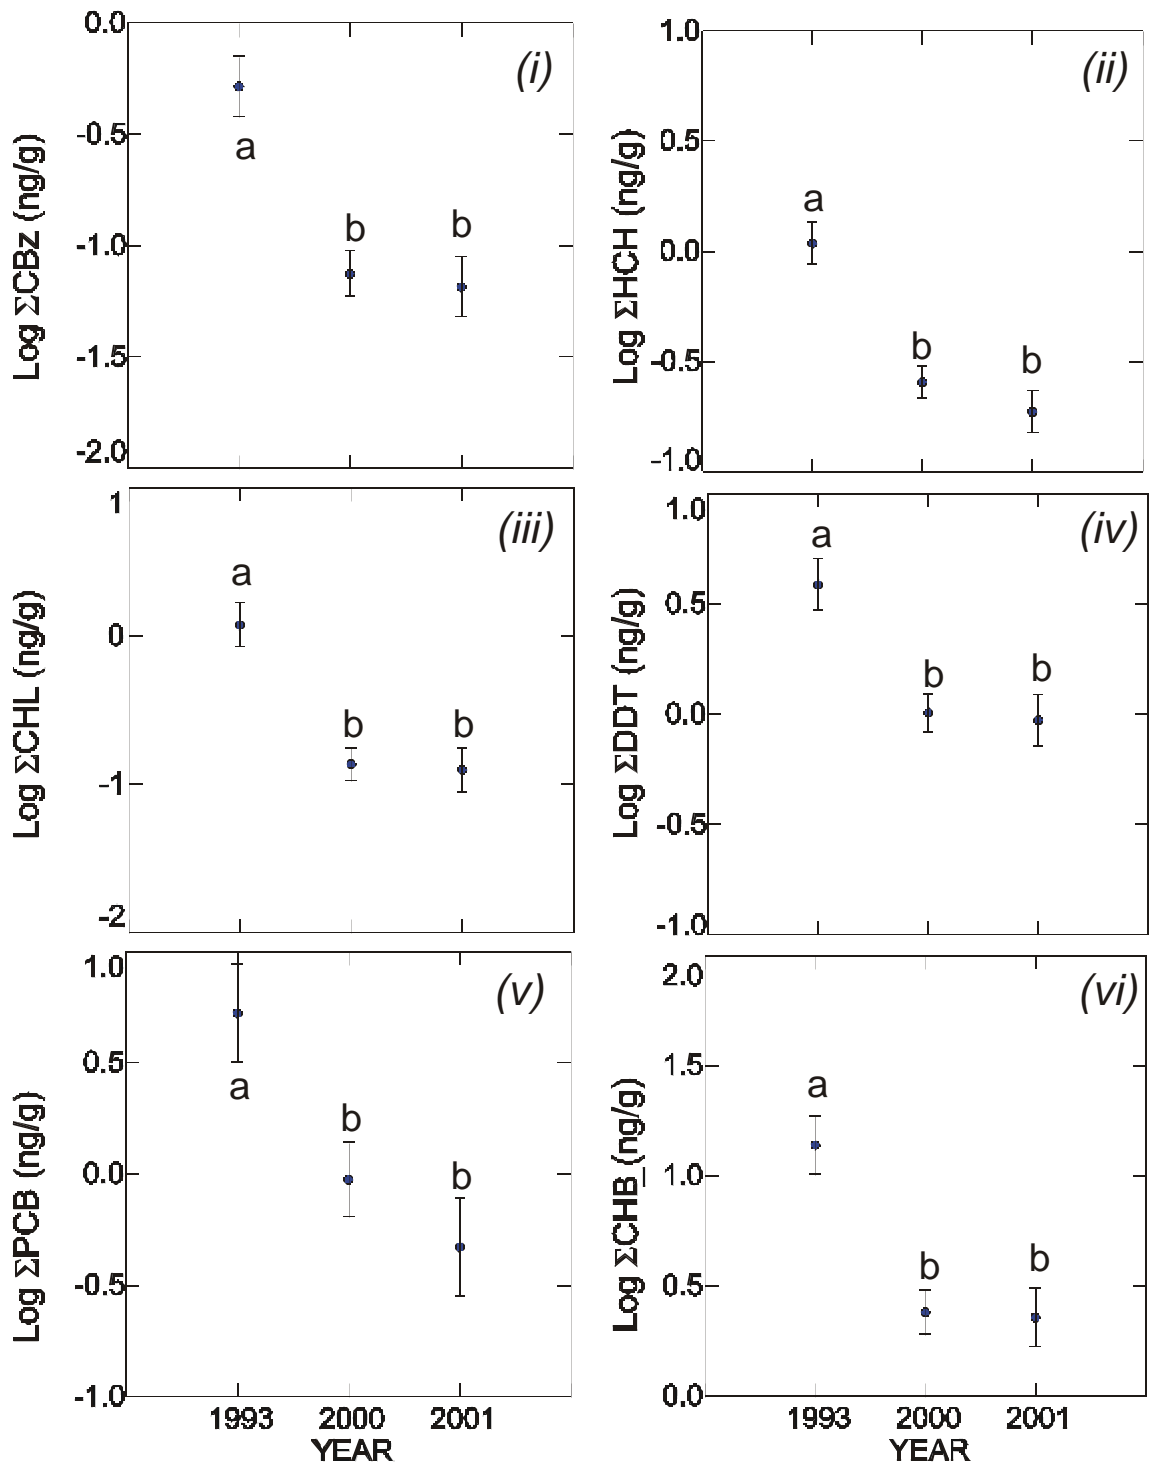 0.0
-0.5
-1.0
-1.5
-2.0
Log ΣCBz (ng/g)
(i)
a
b
b
1.0
0.5
0.0
-0.5
-1.0
Log ΣHCH (ng/g)
(ii)
a
b
b
1
0
-1
-2
Log ΣCHL (ng/g)
(iii)
a
b
b
1.0
0.5
0.0
-0.5
-1.0
Log ΣDDT (ng/g)
(iv)
a
b
b
1.0
0.5
0.0
-0.5
-1.0
Log ΣPCB (ng/g)
(v)
a
b
b
1993 2000 2001
YEAR
2.0
1.5
1.0
0.5
0.0
Log ΣCHB_(ng/g)
(vi)
a
b
b
1993 2000 2001
YEAR